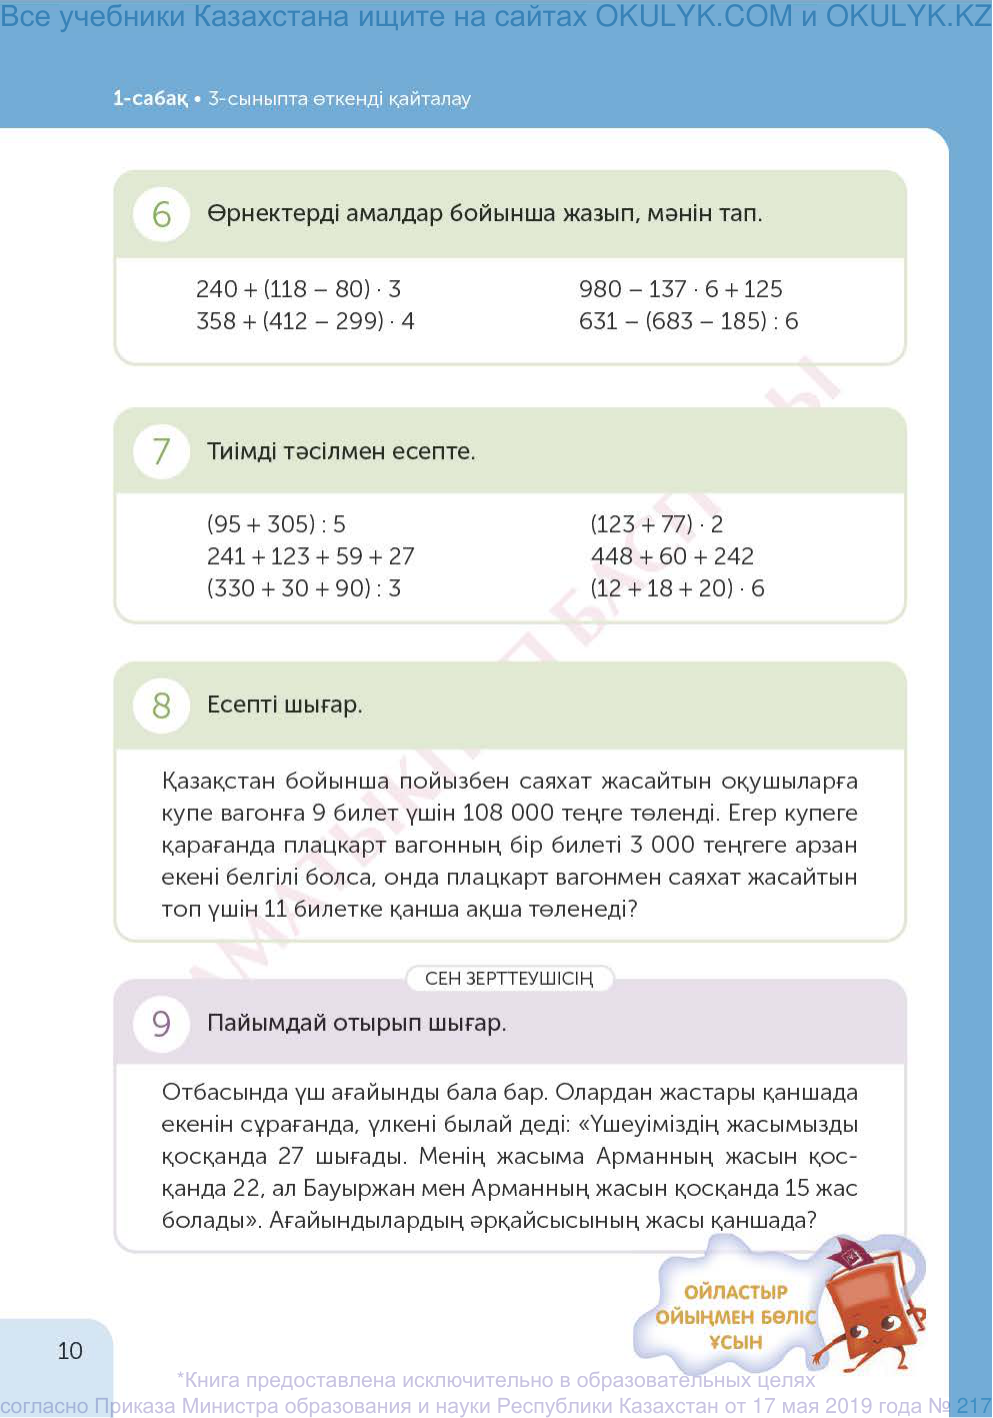 Все учебники Казахстана ищите на сайтах OKULYK.COM и OKULYK.KZ
1-сабақ • 3-сыныпта өткенді қайталау
6 Өрнектерді амалдар бойынша жазып, мәнін тап.
240 + (118 – 80) · 3 980 – 137 · 6 + 125
358 + (412 – 299) · 4 631 – (683 – 185) : 6
7 Тиімді тәсілмен есепте.
(95 + 305) : 5 (123 + 77) · 2
241 + 123 + 59 + 27 448 + 60 + 242
(330 + 30 + 90) : 3 (12 + 18 + 20) · 6
8 Есепті шығар.
Қазақстан бойынша пойызбен саяхат жасайтын оқушыларға
купе вагонға 9 билет үшін 108 000 теңге төленді. Егер купеге
қарағанда плацкарт вагонның бір билеті 3 000 теңгеге арзан
екені белгілі болса, онда плацкарт вагонмен саяхат жасайтын
топ үшін 11 билетке қанша ақша төленеді?
СЕН ЗЕРТТЕУШІСІҢ
9 Пайымдай отырып шығар.
Отбасында үш ағайынды бала бар. Олардан жастары қаншада
екенін сұрағанда, үлкені былай деді: «Үшеуіміздің жасымызды
қосқанда 27 шығады. Менің жасыма Арманның жасын қос-
қанда 22, ал Бауыржан мен Арманның жасын қосқанда 15 жас
болады». Ағайындылардың әрқайсысының жасы қаншада?
ОЙЛАСТЫР
ОЙЫҢМЕН БӨЛІС
ҰСЫН
10
*Книга предоставлена исключительно в образовательных целях
согласно Приказа Министра образования и науки Республики Казахстан от 17 мая 2019 года № 217